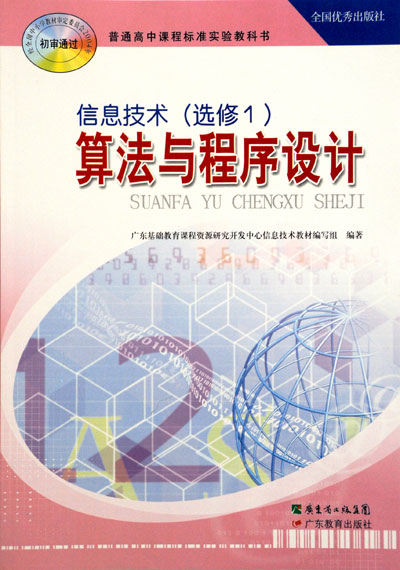 全国优秀出版社
普通高中课程标准实验教科书
初审通过
信息技术（选修1）
算法与程序设计
SUANFA YU CHENGXU SHEJI
广东基础教育课程资源研究开发中心信息技术教材编写组 编著
广东省出版集团
广东教育出版社